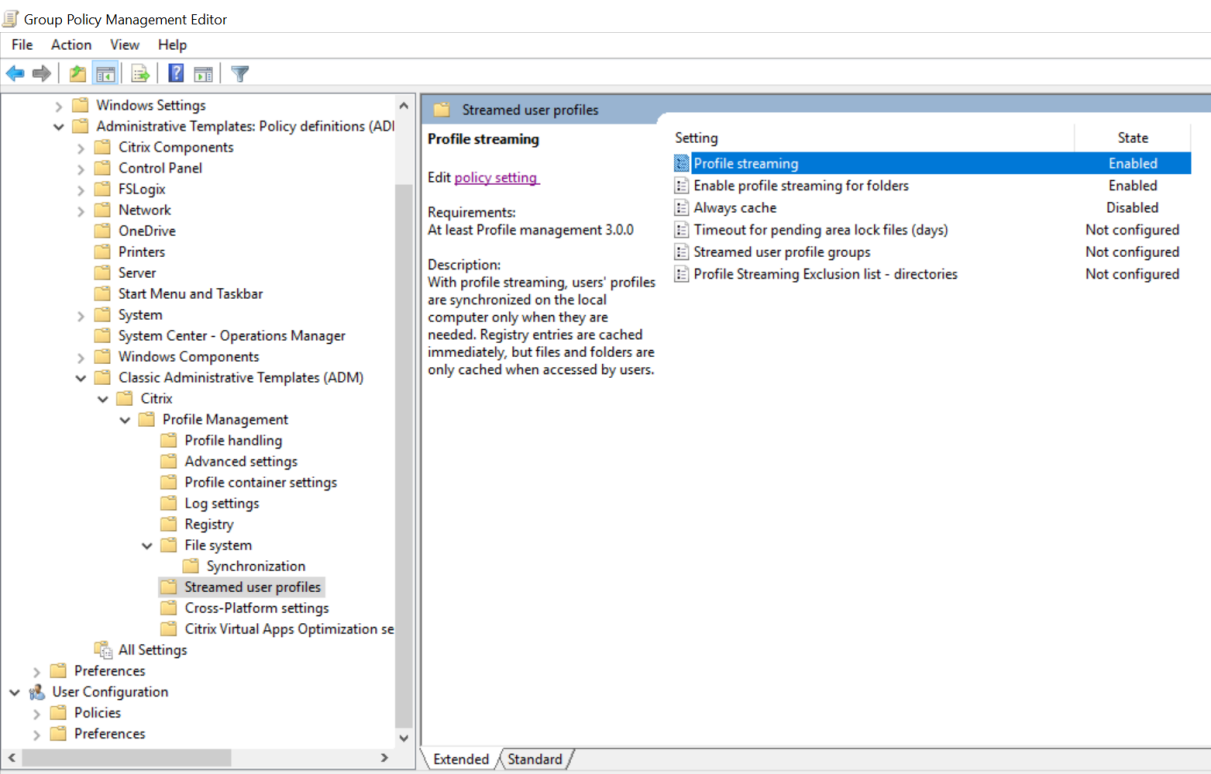 Group Policy Management Editor
File Action View Help
Windows Settings
Administrative Templates: Policy definitions (ADI
Citrix Components
Control Panel
FSLogix
Network
OneDrive
Printers
Server
Start Menu and Taskbar
System
System Center - Operations Manager
Windows Components
Classic Administrative Templates (ADM)
Citrix
Profile Management
Profile handling
Advanced settings
Profile container settings
Log settings
Registry
File system
Synchronization
Streamed user profiles
Cross-Platform settings
Citrix Virtual Apps Optimization se
All Settings
Preferences
User Configuration
Policies
Preferences
Streamed user profiles
Profile streaming
Edit policy setting
Requirements:
At least Profile management 3.0.0
Description:
With profile streaming, users' profiles
are synchronized on the local
computer only when they are
needed. Registry entries are cached
immediately, but files and folders are
only cached when accessed by users.
Setting State
Profile streaming Enabled
Enable profile streaming for folders Enabled
Always cache Disabled
Timeout for pending area lock files (days) Not configured
Streamed user profile groups Not configured
Profile Streaming Exclusion list - directories Not configured
Extended Standard